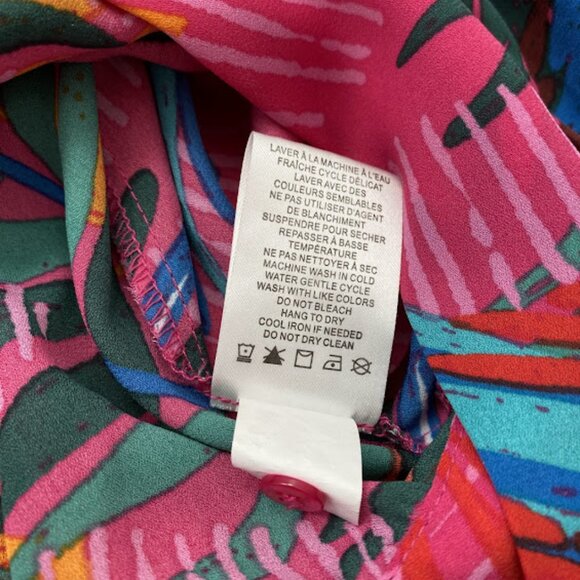 LAVER À LA MACHINE À L'EAU
FRAÎCHE CYCLE DÉLICAT
LAVER AVEC DES
COULEURS SEMBLABLES
NE PAS UTILISER D'AGENT
DE BLANCHIMENT
SUSPENDRE POUR SECHER
REPASSER À BASSE
TEMPÉRATURE
NE PAS NETTOYER À SEC
MACHINE WASH IN COLD
WATER GENTLE CYCLE
WASH WITH LIKE COLORS
DO NOT BLEACH
HANG TO DRY
COOL IRON IF NEEDED
DO NOT DRY CLEAN